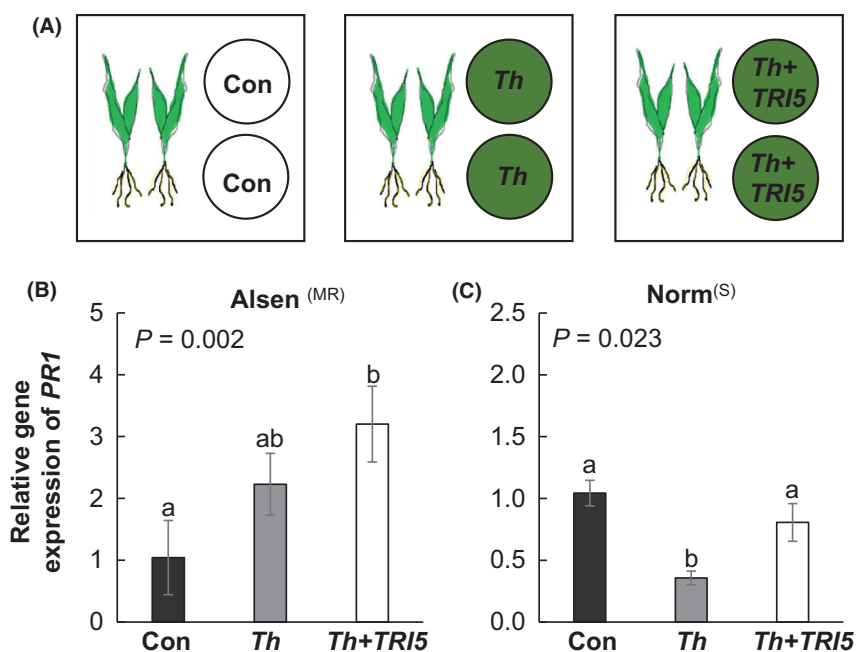 (A)
Con
Con
Th
Th
Th+
TRI5
Th+
TRI5
(B)
Alsen (MR)
P = 0.002
Relative gene
expression of PR1
5
4
3
2
1
0
a
ab
b
Con Th Th+TRI5
(C)
Norm(S)
P = 0.023
2.5
2.0
1.5
1.0
0.5
0.0
a
b
a
Con Th Th+TRI5